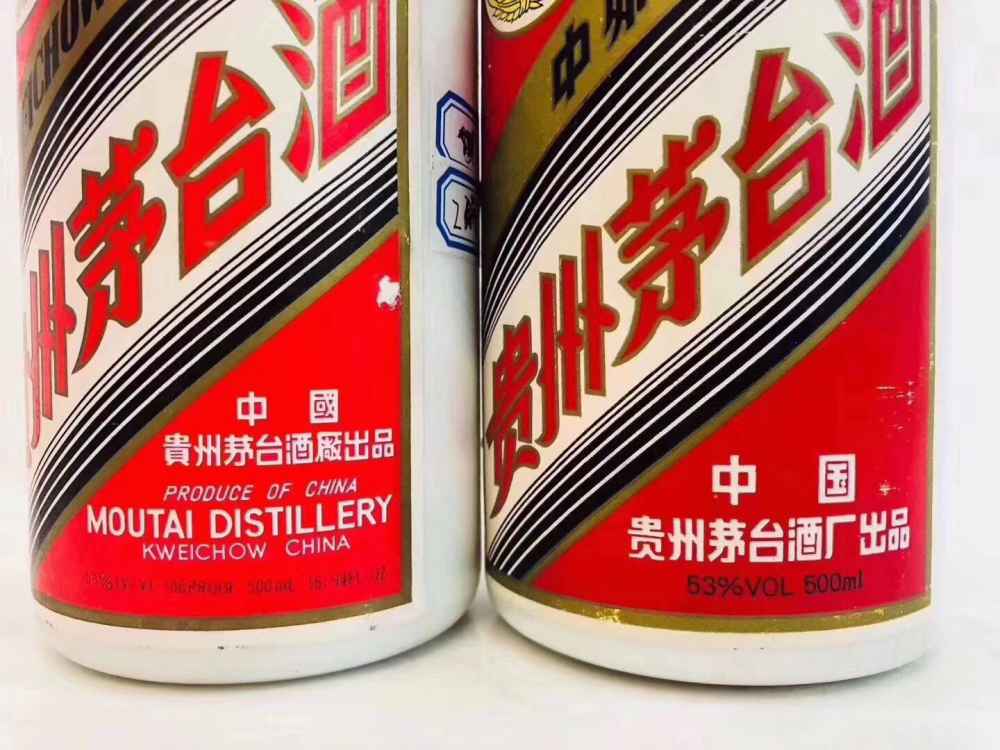 貴州茅台酒
中 國
貴州茅台酒廠出品
PRODUCE OF CHINA
MOUTAI DISTILLERY
KWEICHOW CHINA
贵州茅台酒
中 国
贵州茅台酒厂出品
53%VOL 500ml